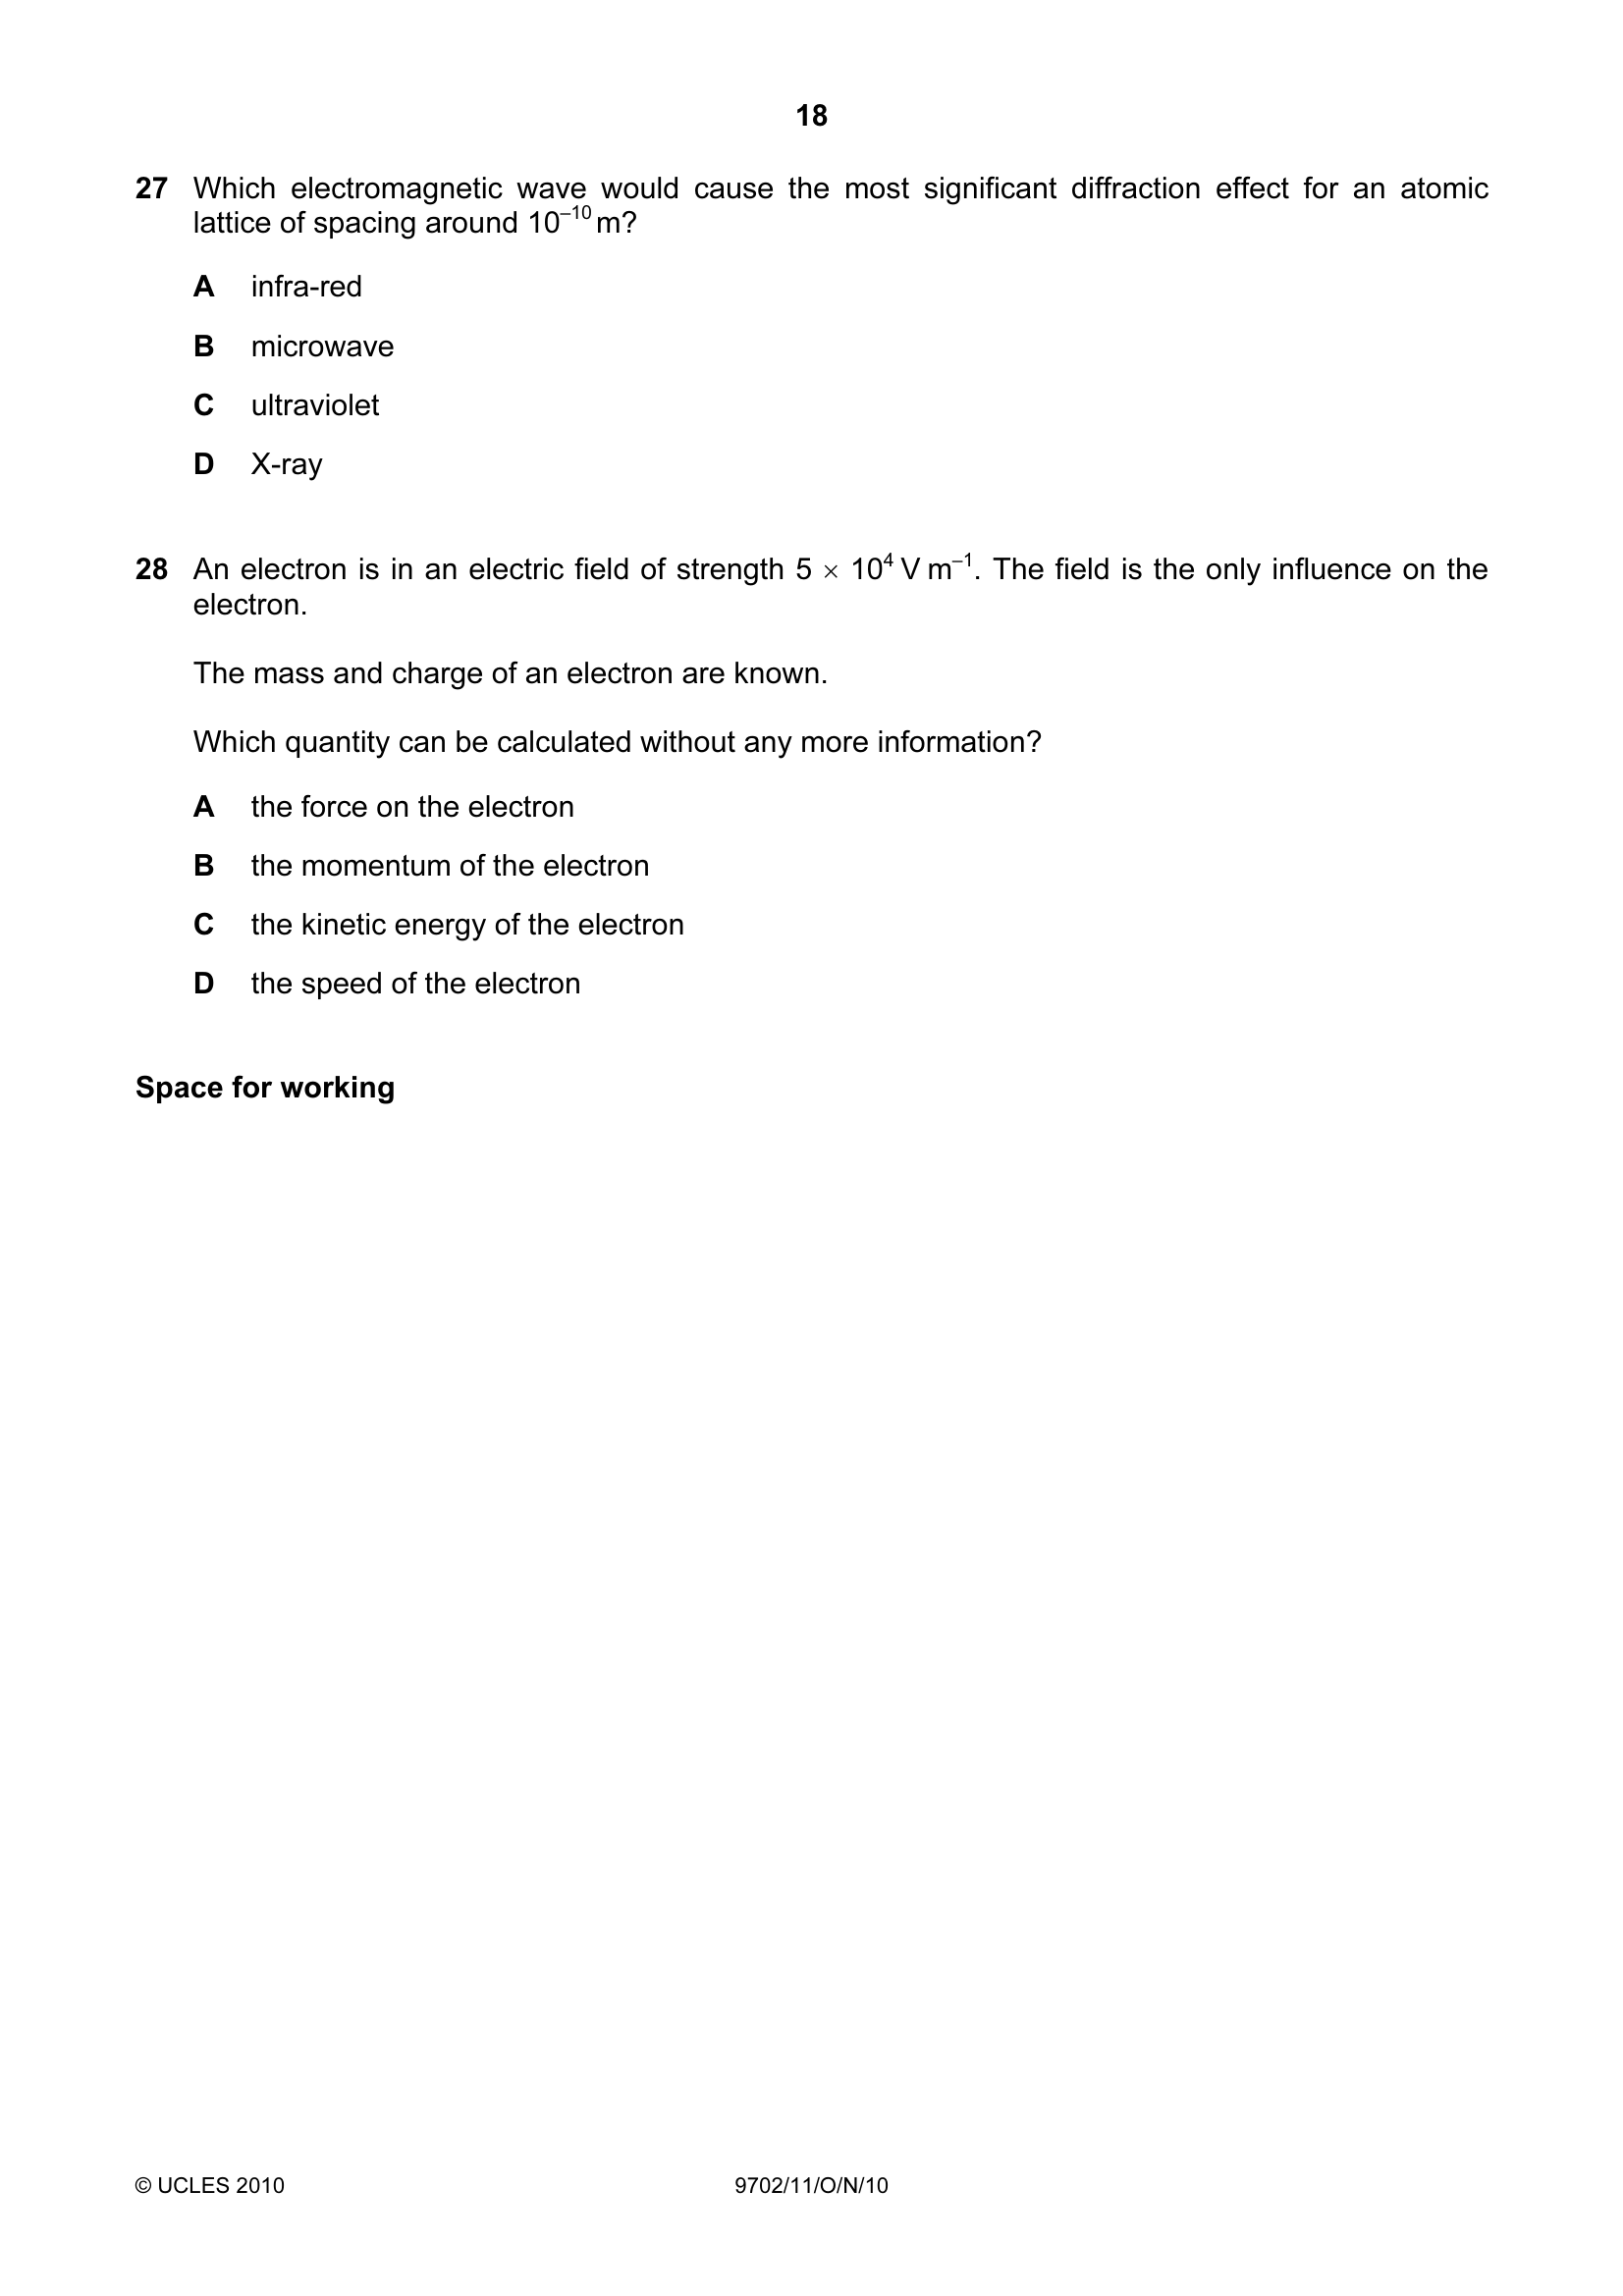 18
27 Which electromagnetic wave would cause the most significant diffraction effect for an atomic
lattice of spacing around 10⁻¹⁰ m?
A infra-red
B microwave
C ultraviolet
D X-ray
28 An electron is in an electric field of strength 5 × 10⁴ V m⁻¹. The field is the only influence on the
electron.
The mass and charge of an electron are known.
Which quantity can be calculated without any more information?
A the force on the electron
B the momentum of the electron
C the kinetic energy of the electron
D the speed of the electron
Space for working
© UCLES 2010 9702/11/O/N/10